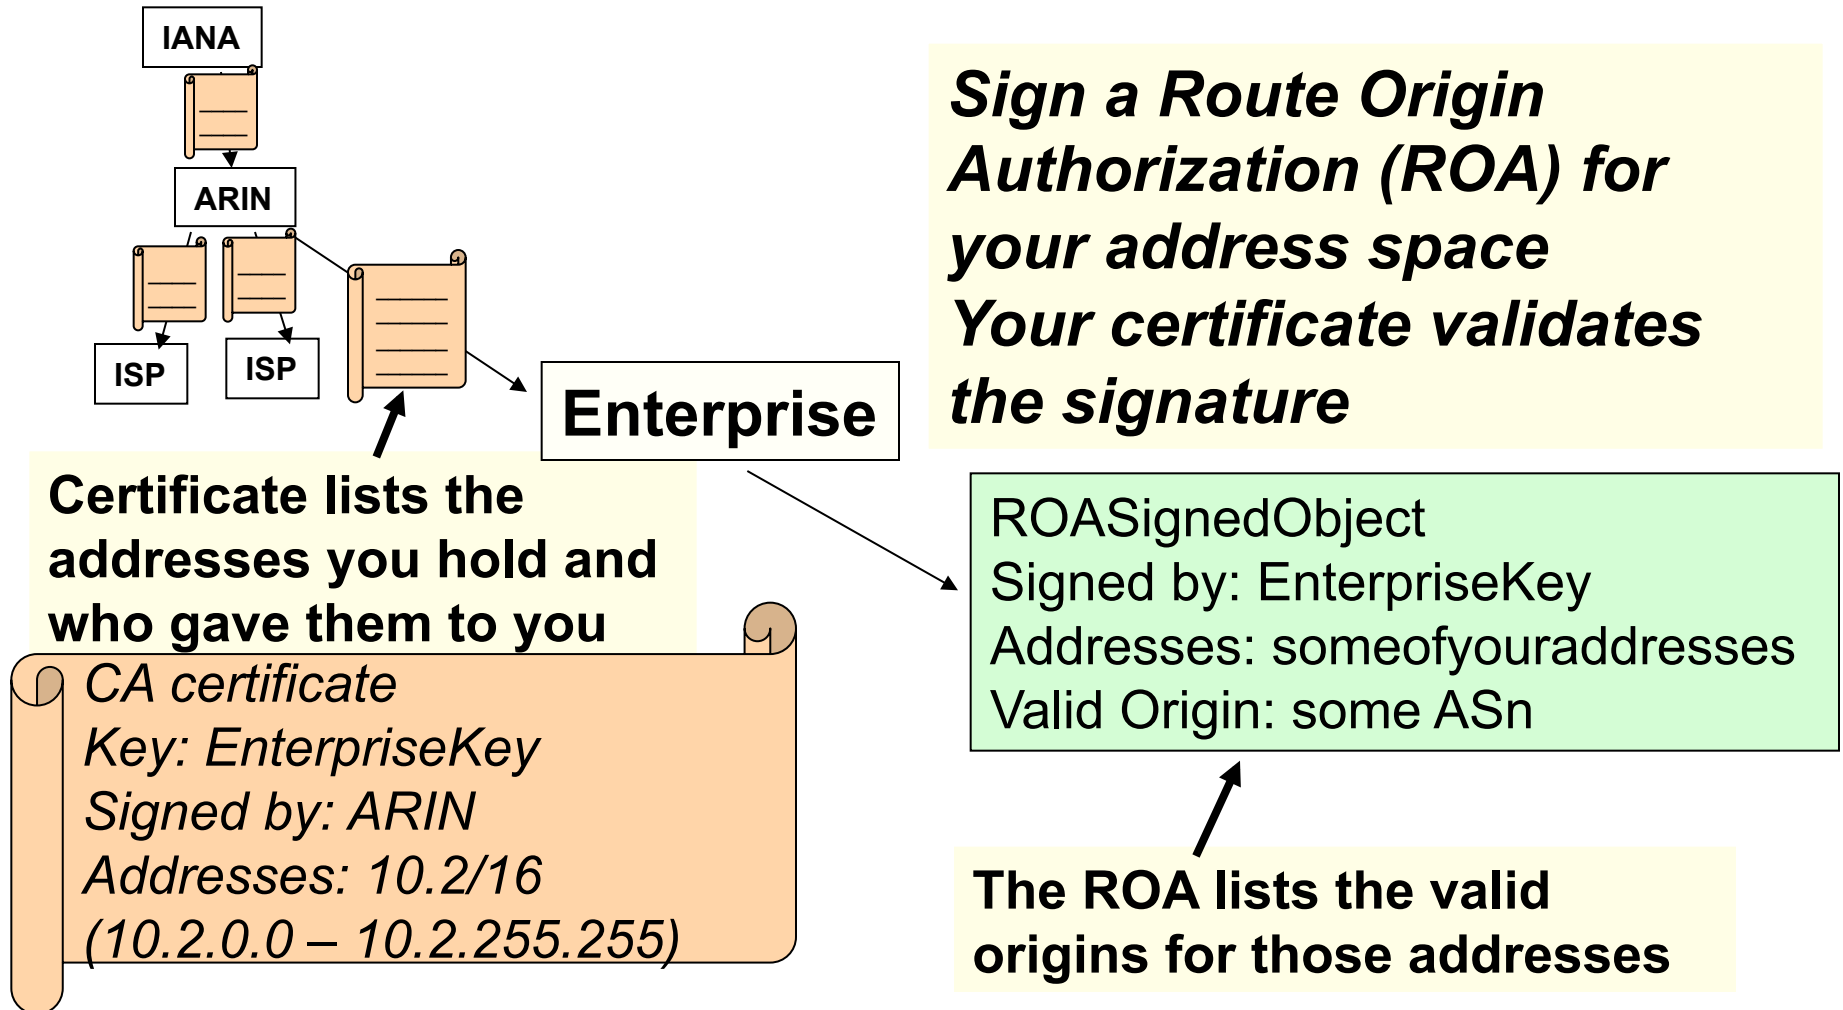 IANA
ARIN
ISP
ISP
Enterprise
Sign a Route Origin
Authorization (ROA) for
your address space
Your certificate validates
the signature
Certificate lists the
addresses you hold and
who gave them to you
CA certificate
Key: EnterpriseKey
Signed by: ARIN
Addresses: 10.2/16
(10.2.0.0 – 10.2.255.255)
ROASignedObject
Signed by: EnterpriseKey
Addresses: someofyouraddresses
Valid Origin: some ASn
The ROA lists the valid
origins for those addresses